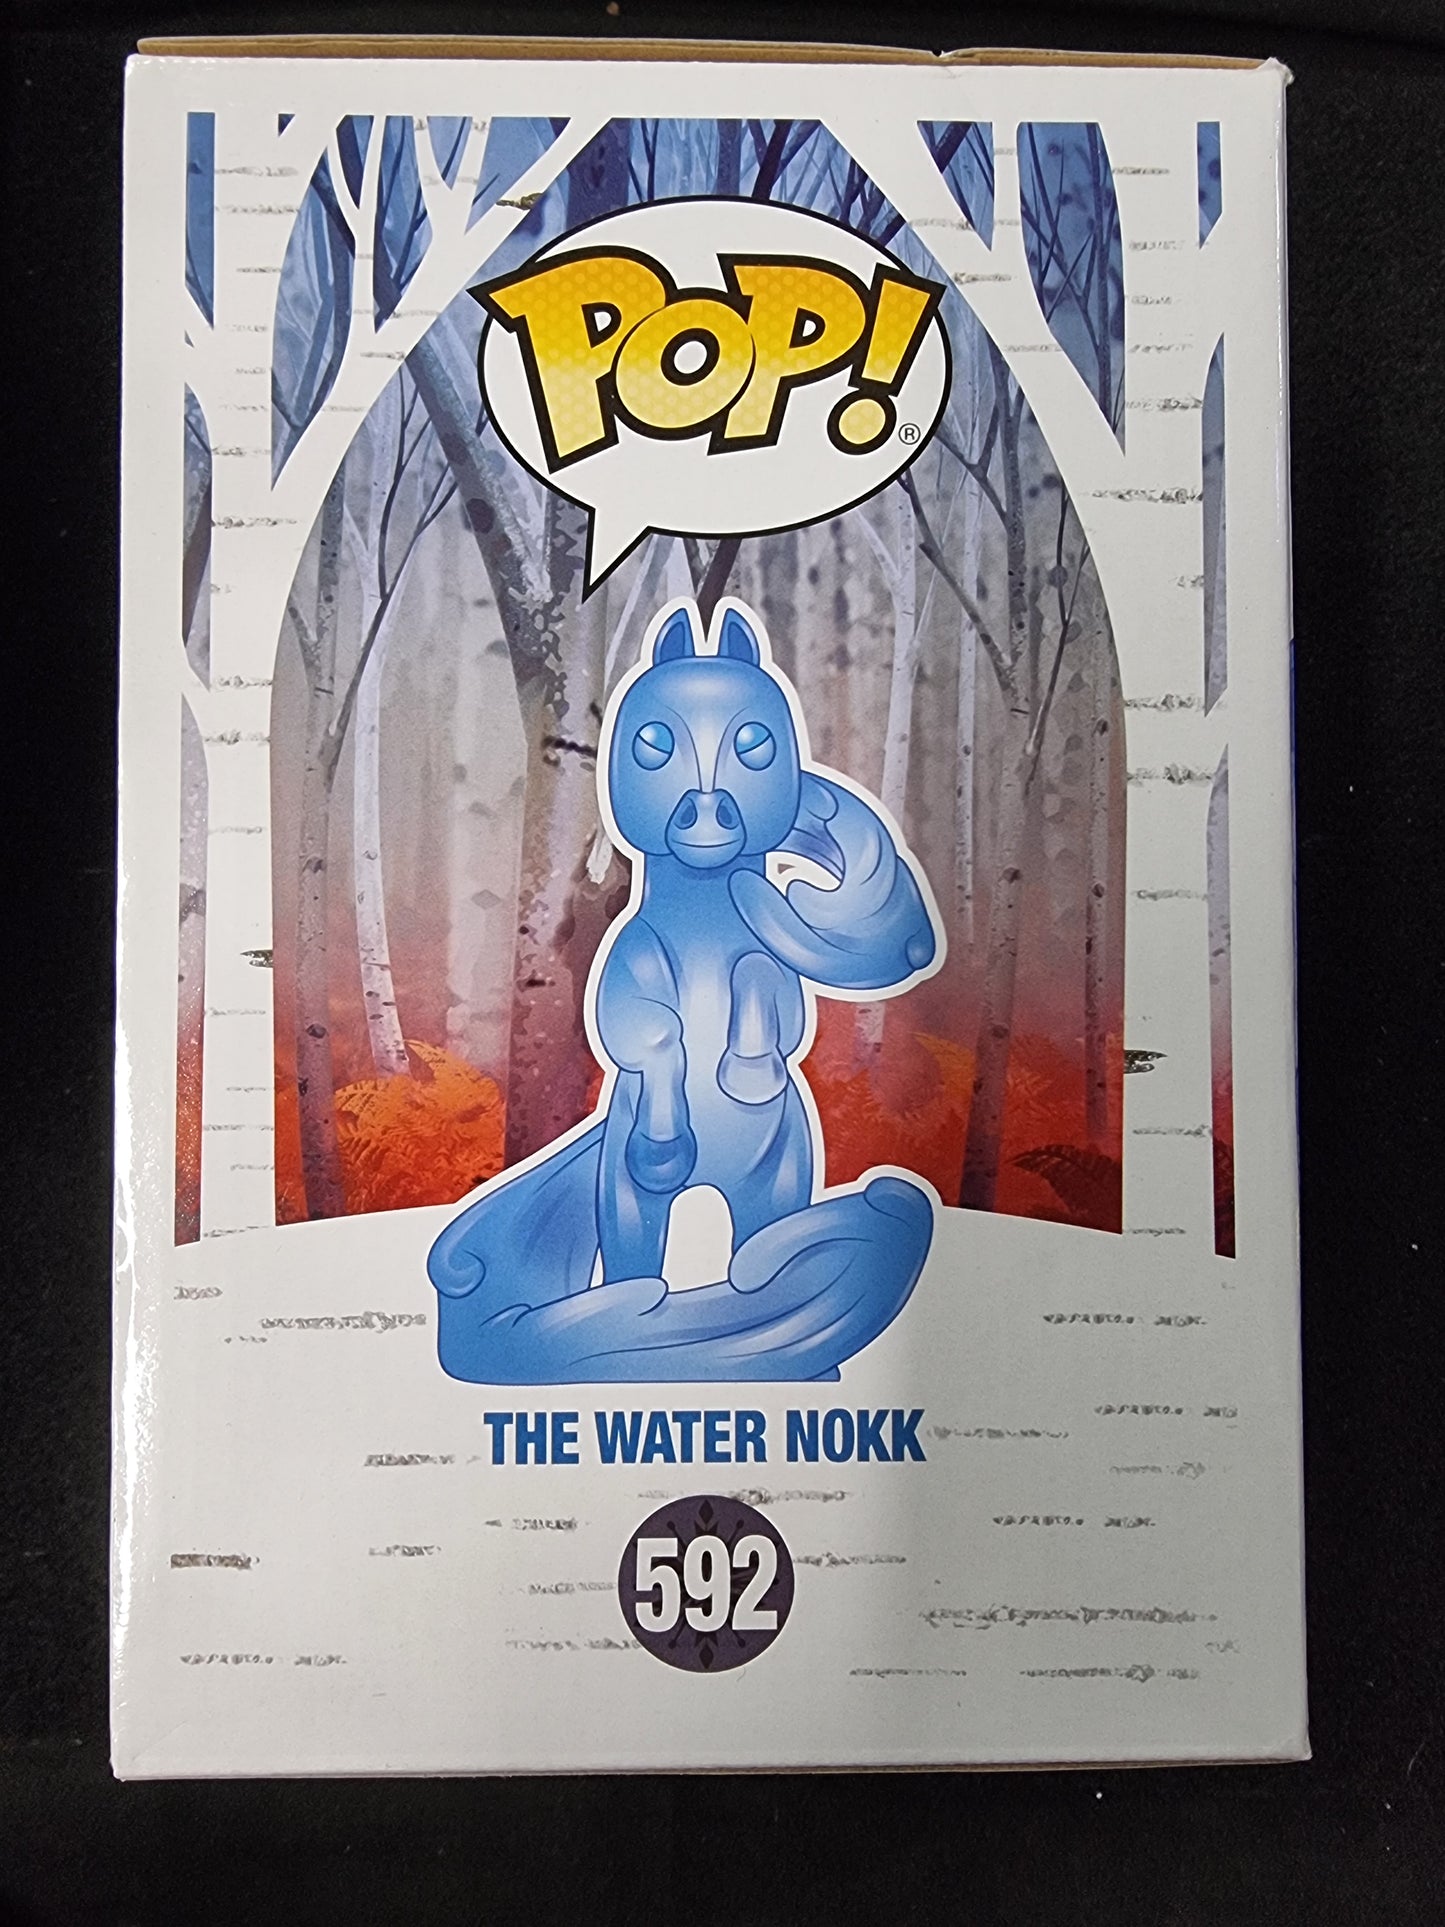 POP!®
THE WATER NOKK
592